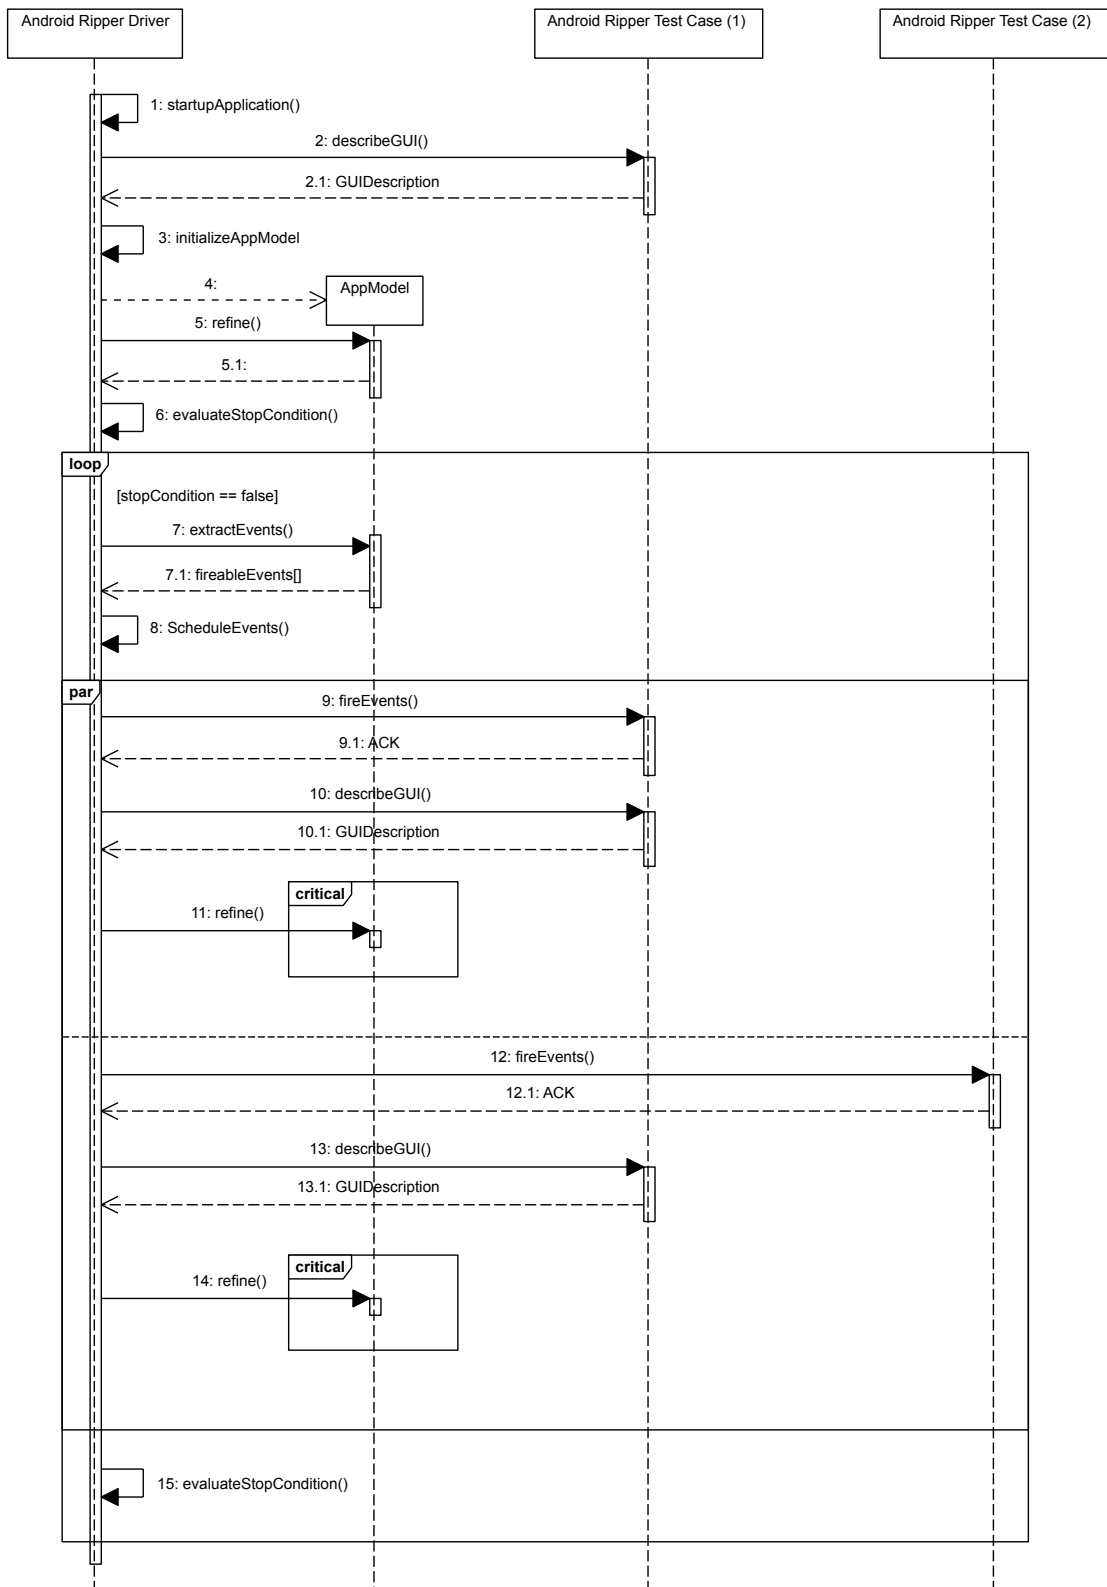 Android Ripper Driver
Android Ripper Test Case (1)
Android Ripper Test Case (2)
1: startupApplication()
2: describeGUI()
2.1: GUIDescription
3: initializeAppModel
4:
AppModel
5: refine()
5.1:
6: evaluateStopCondition()
loop
[stopCondition == false]
7: extractEvents()
7.1: fireableEvents[]
8: ScheduleEvents()
par
9: fireEvents()
9.1: ACK
10: describeGUI()
10.1: GUIDescription
critical
11: refine()
12: fireEvents()
12.1: ACK
13: describeGUI()
13.1: GUIDescription
critical
14: refine()
15: evaluateStopCondition()